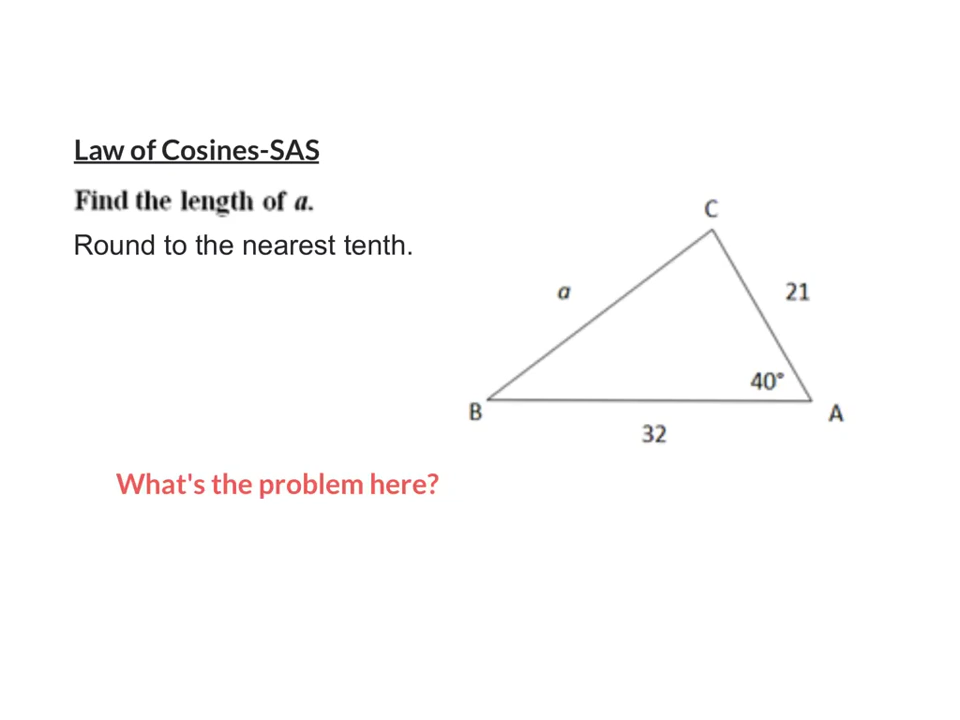 Law of Cosines-SAS
Find the length of a.
Round to the nearest tenth.
C
a
21
40°
B
A
32
What's the problem here?